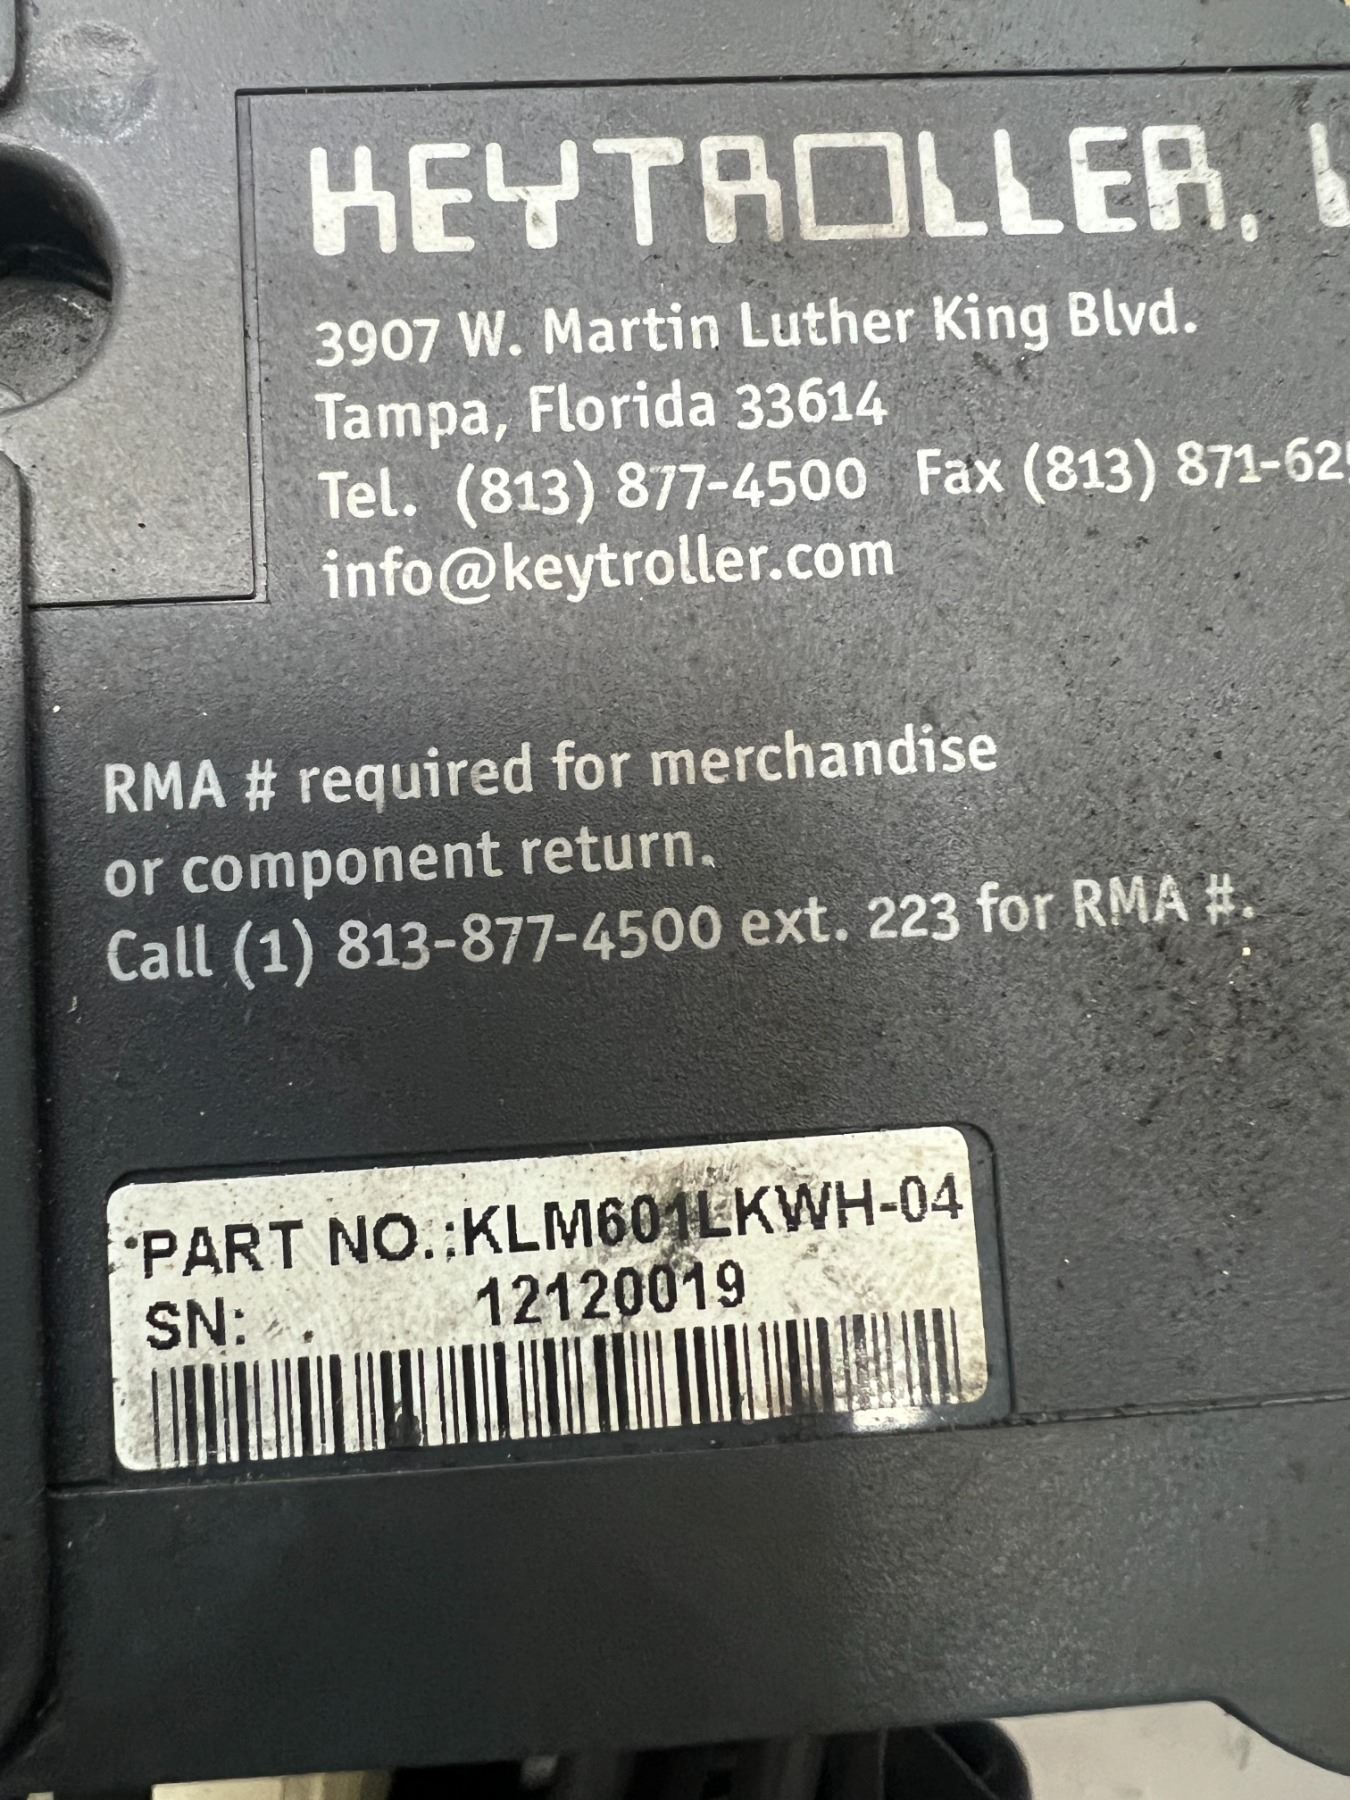 KEYTROLLER,
3907 W. Martin Luther King Blvd.
Tampa, Florida 33614
Tel. (813) 877-4500 Fax (813) 871-62
info@keytroller.com
RMA # required for merchandise
or component return.
Call (1) 813-877-4500 ext. 223 for RMA #.
PART NO.:KLM601LKWH-04
SN: 12120019